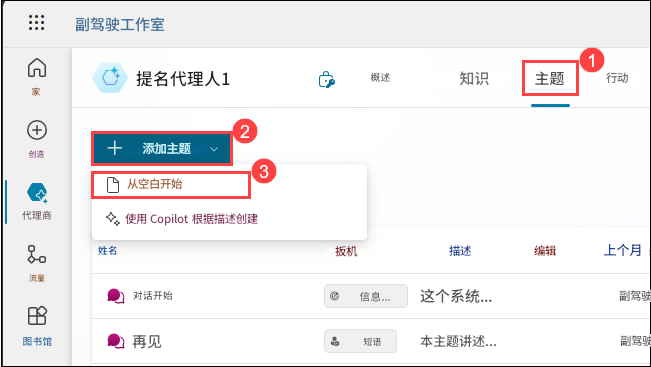 副驾驶工作室
家
创造
代理商
流量
图书馆
提名代理人1
概述
知识
主题
1
行动
添加主题
2
从空白开始
3
使用 Copilot 根据描述创建
姓名
扳机
描述
编辑
上个月
对话开始
信息...
这个系统...
副驾驶
再见
短语
本主题讲述...
副驾驶